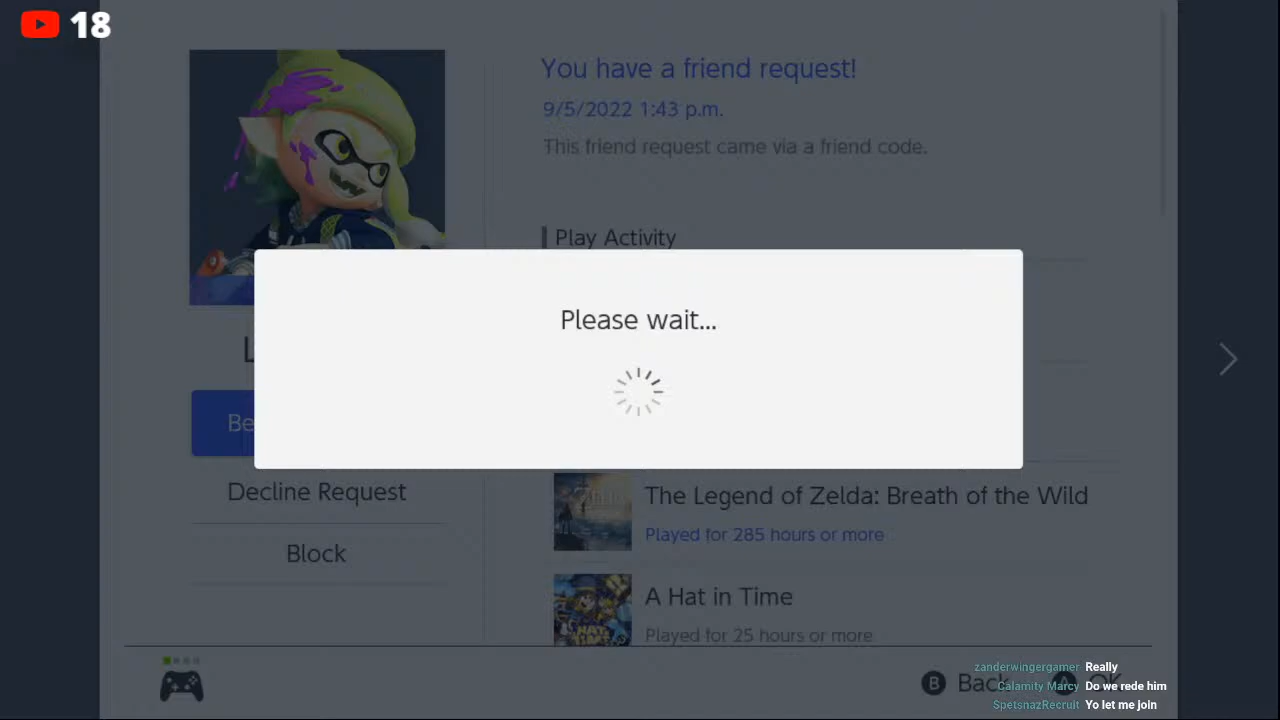 18
You have a friend request!
9/5/2022 1:43 p.m.
This friend request came via a friend code.
Play Activity
Please wait...
Be
Decline Request
Block
The Legend of Zelda: Breath of the Wild
Played for 285 hours or more
A Hat in Time
Played for 25 hours or more
B Back A OK
zanderwingergamer Really
Calamity Marcy Do we rede him
SpetsnazRecruit Yo let me join